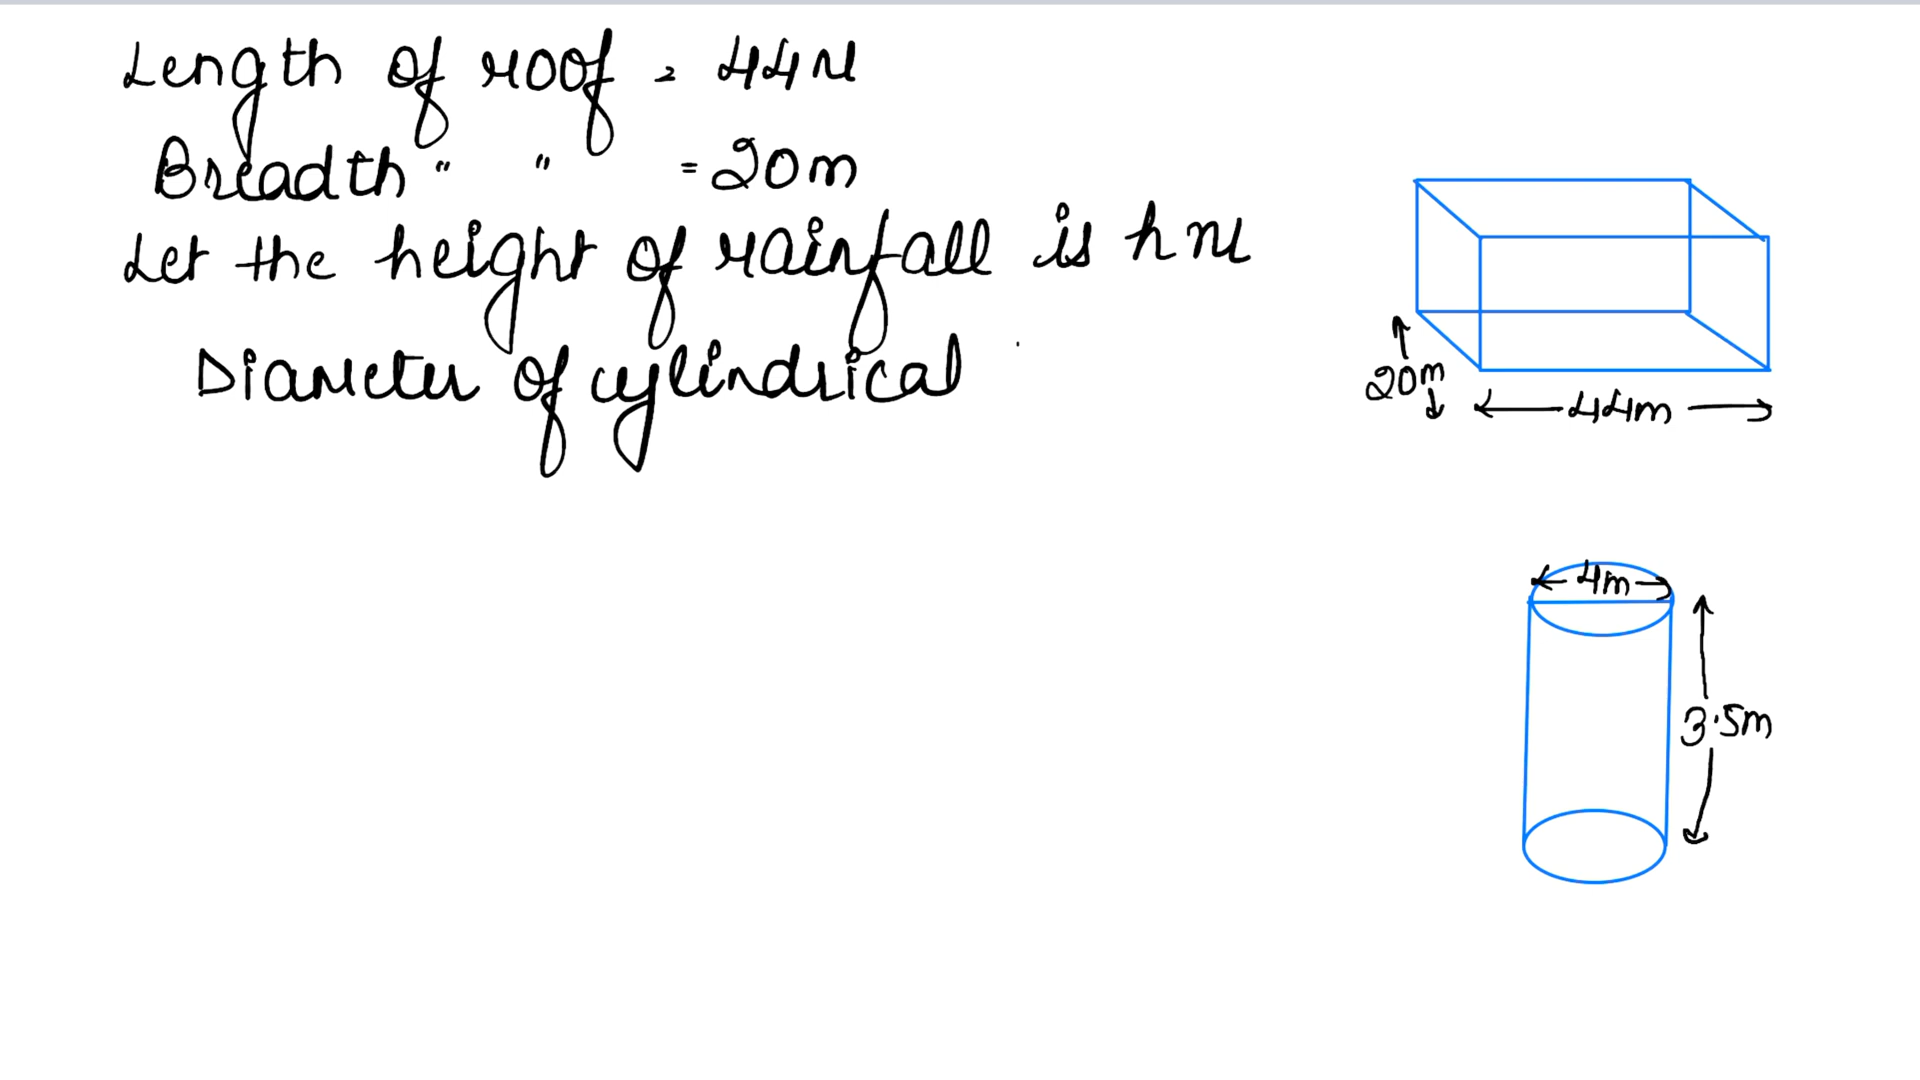 Length of roof = 44m
Breadth " " = 20m
Let the height of rainfall is h m
Diameter of cylindrical
20m
44m
4m
3.5m